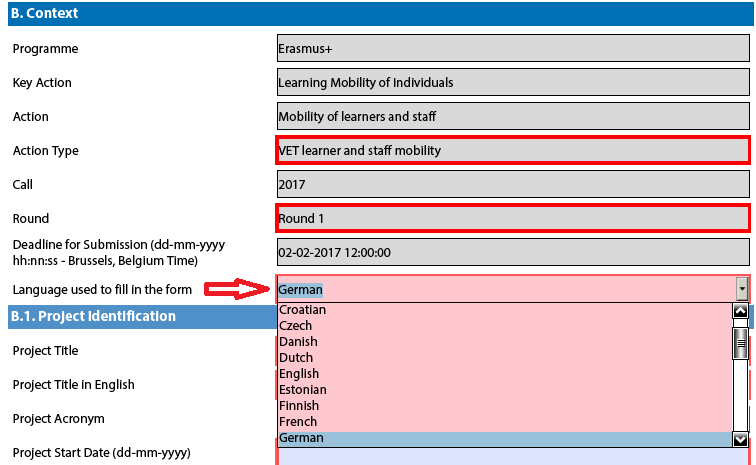 B. Context
Programme
Erasmus+
Key Action
Learning Mobility of Individuals
Action
Mobility of learners and staff
Action Type
VET learner and staff mobility
Call
2017
Round
Round 1
Deadline for Submission (dd-mm-yyyy
hh:nn:ss - Brussels, Belgium Time)
02-02-2017 12:00:00
Language used to fill in the form
German
Croatian
Czech
Danish
Dutch
English
Estonian
Finnish
French
German
B.1. Project Identification
Project Title
Project Title in English
Project Acronym
Project Start Date (dd-mm-yyyy)